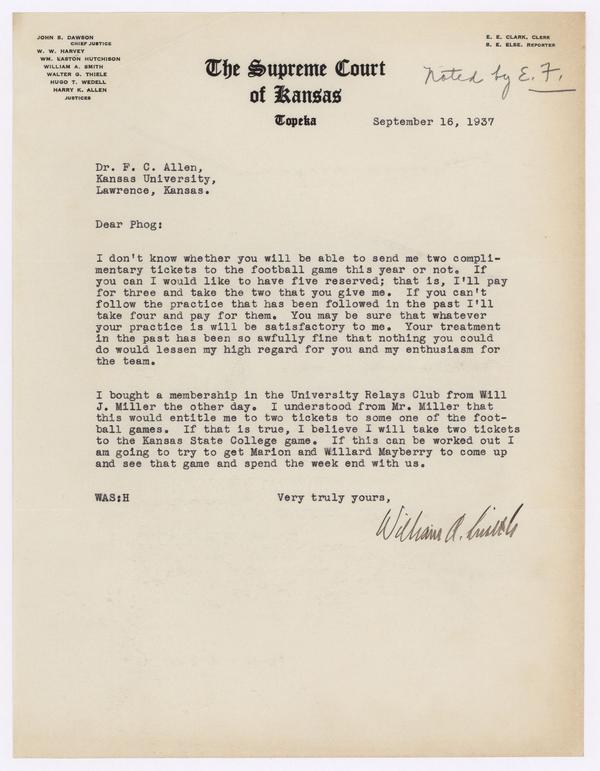 JOHN S. DAWSON
CHIEF JUSTICE
W. W. HARVEY
WM. EASTON HUTCHISON
WILLIAM A. SMITH
WALTER G. THIELE
HUGO T. WEDELL
HARRY K. ALLEN
JUSTICES
E. E. CLARK, CLERK
S. E. ELSE. REPORTER
The Supreme Court
of Kansas
Topeka
Noted by E. F.
September 16, 1937
Dr. F. C. Allen,
Kansas University,
Lawrence, Kansas.
Dear Phog:
I don't know whether you will be able to send me two compli-
mentary tickets to the football game this year or not. If
you can I would like to have five reserved; that is, I'll pay
for three and take the two that you give me. If you can't
follow the practice that has been followed in the past I'll
take four and pay for them. You may be sure that whatever
your practice is will be satisfactory to me. Your treatment
in the past has been so awfully fine that nothing you could
do would lessen my high regard for you and my enthusiasm for
the team.
I bought a membership in the University Relays Club from Will
J. Miller the other day. I understood from Mr. Miller that
this would entitle me to two tickets to some one of the foot-
ball games. If that is true, I believe I will take two tickets
to the Kansas State College game. If this can be worked out I
am going to try to get Marion and Willard Mayberry to come up
and see that game and spend the week end with us.
WAS:H
Very truly yours,
William A. Smith